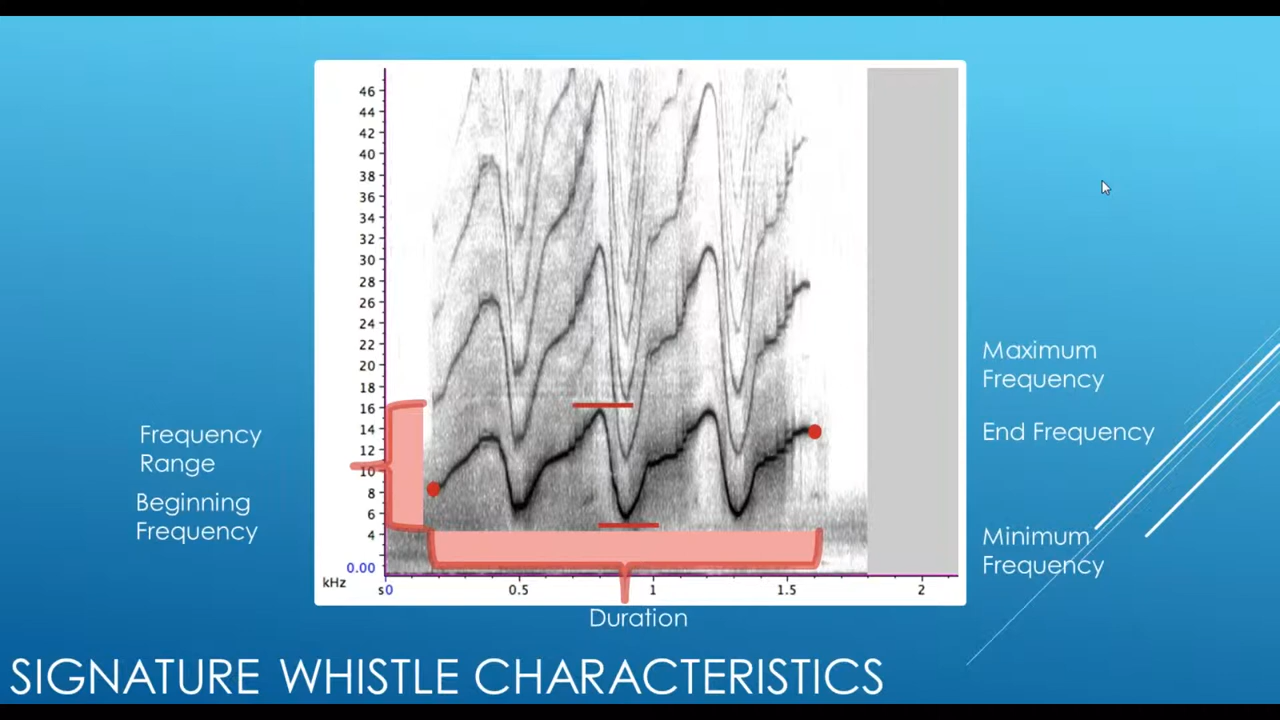 46
44
42
40
38
36
34
32
30
28
26
24
22
20
18
16
14
12
10
8
6
4
0.00
kHz
s0 0.5 1 1.5 2
Frequency
Range
Beginning
Frequency
Maximum
Frequency
End Frequency
Minimum
Frequency
Duration
SIGNATURE WHISTLE CHARACTERISTICS